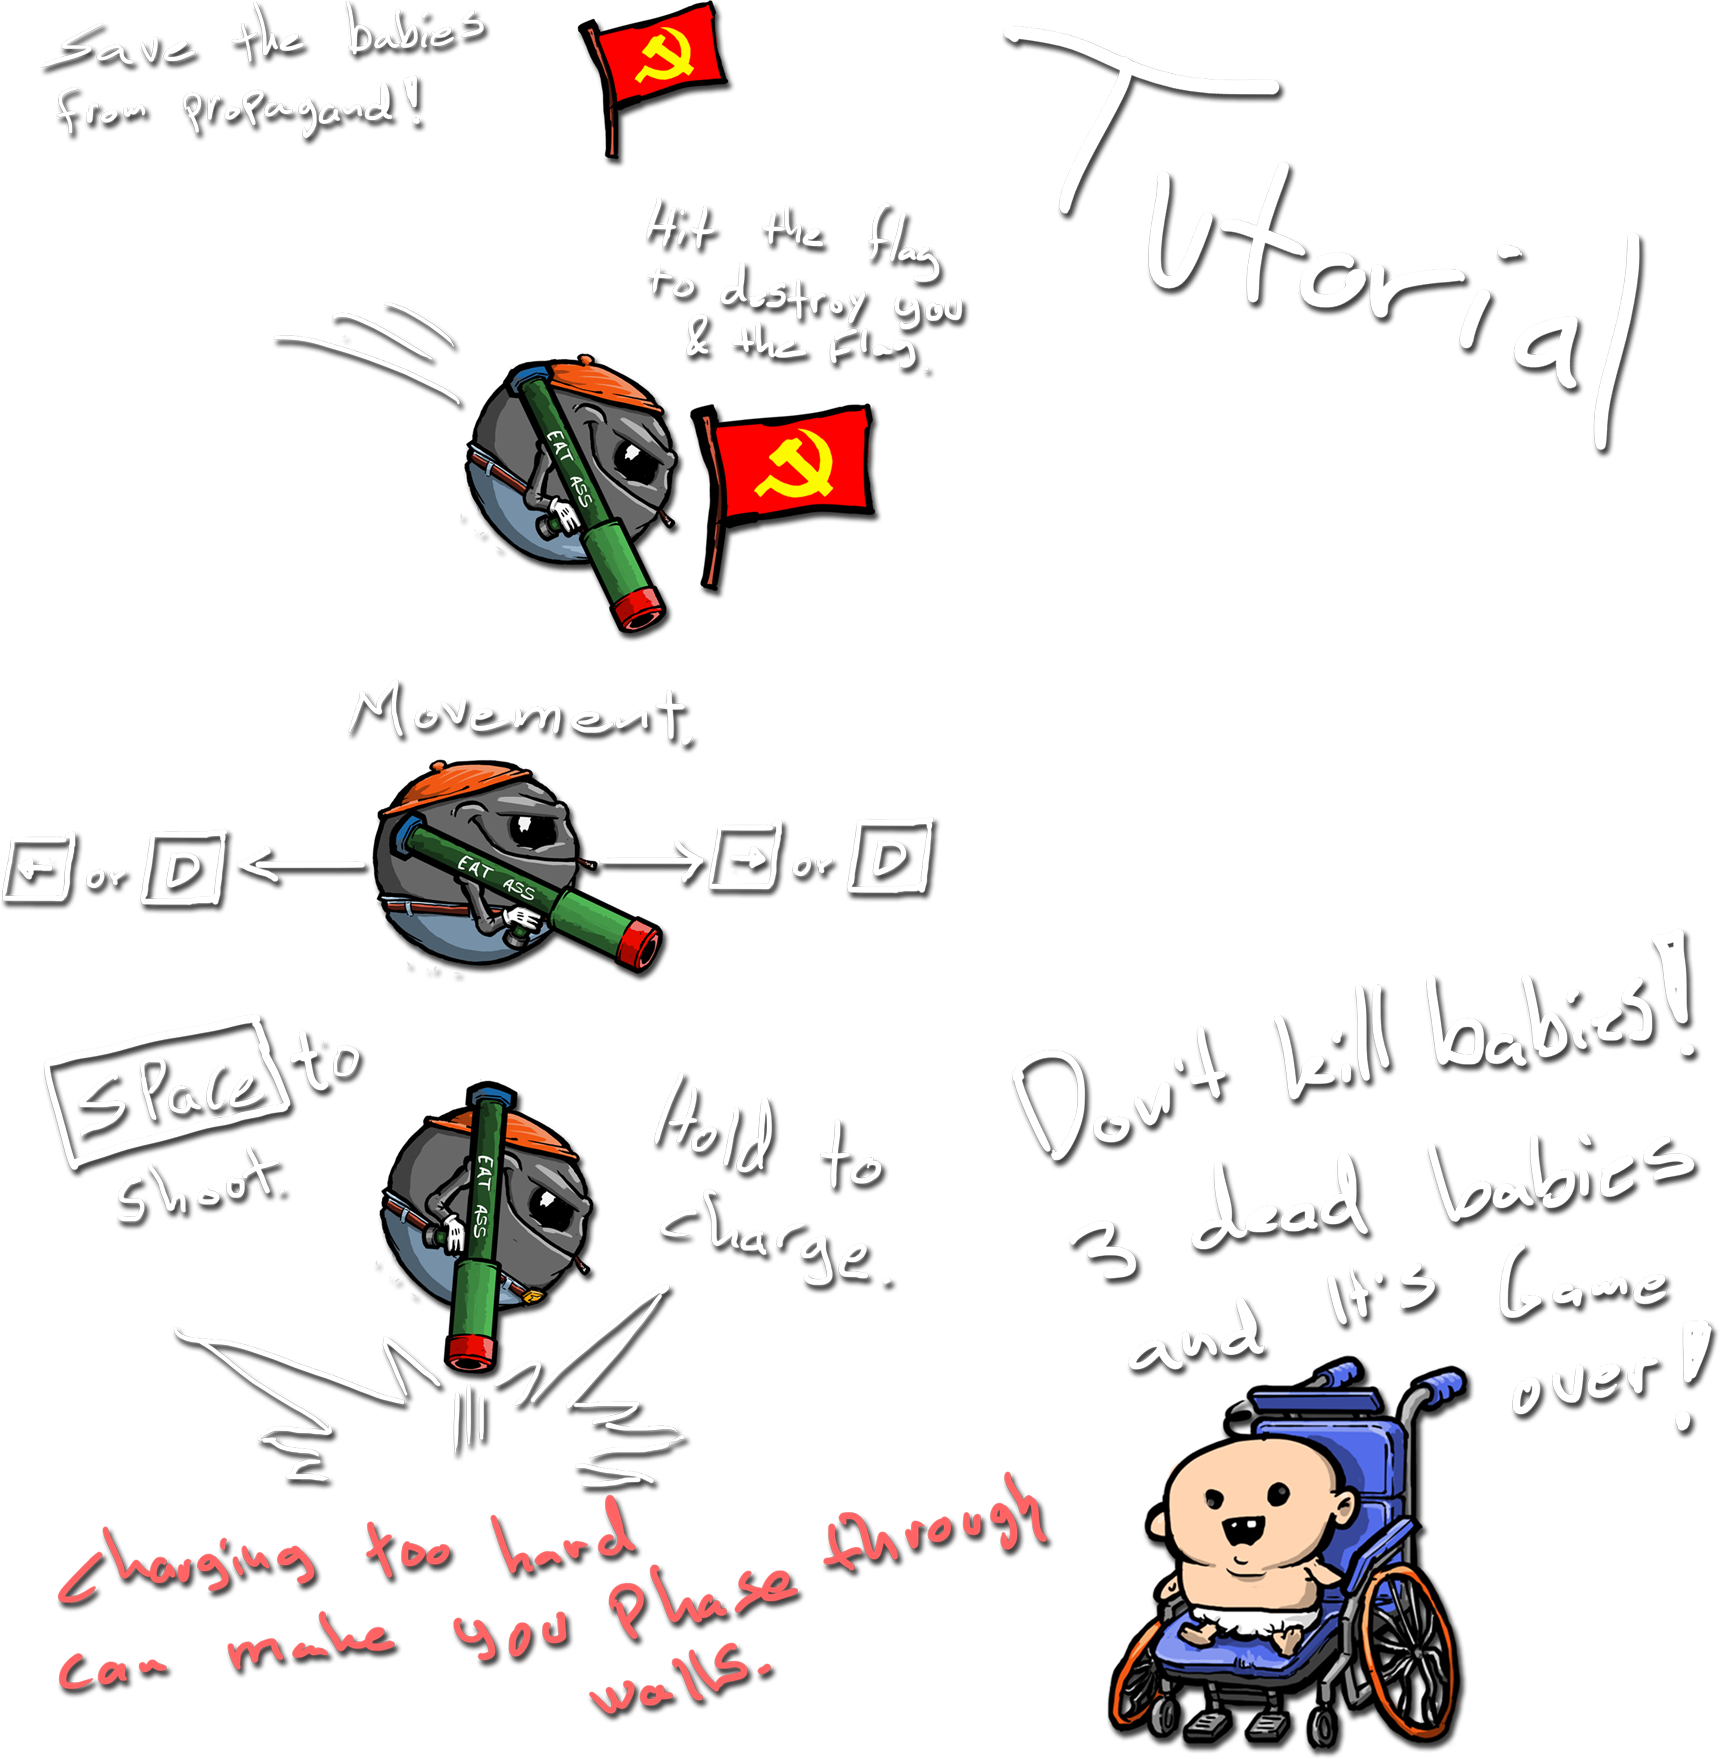 Save the babies
from propagand!
Tutorial
Hit the flag
to destroy you
& the Flag.
EAT ASS
Movement.
← or D
→ or D
EAT ASS
SPace to
shoot.
Hold to
charge.
EAT ASS
Don't kill babies!
3 dead babies
and It's Game
over!
Charging too hard
can make you Phase through
walls.